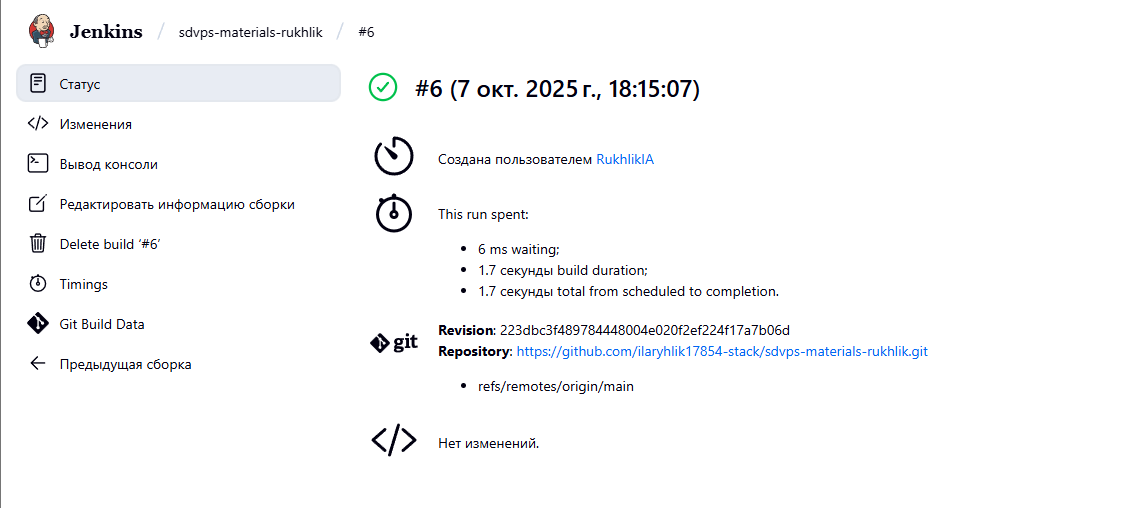 Jenkins / sdvps-materials-rukhlik / #6
Статус
Изменения
Вывод консоли
Редактировать информацию сборки
Delete build ‘#6’
Timings
Git Build Data
Предыдущая сборка
#6 (7 окт. 2025 г., 18:15:07)
Создана пользователем RukhlikIA
This run spent:
6 ms waiting;
1.7 секунды build duration;
1.7 секунды total from scheduled to completion.
git
Revision: 223dbc3f489784448004e020f2ef224f17a7b06d
Repository: https://github.com/ilaryhlik17854-stack/sdvps-materials-rukhlik.git
refs/remotes/origin/main
Нет изменений.